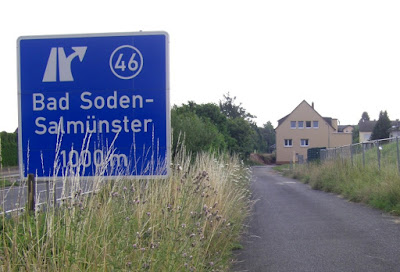 46
Bad Soden-
Salmünster
1000 m